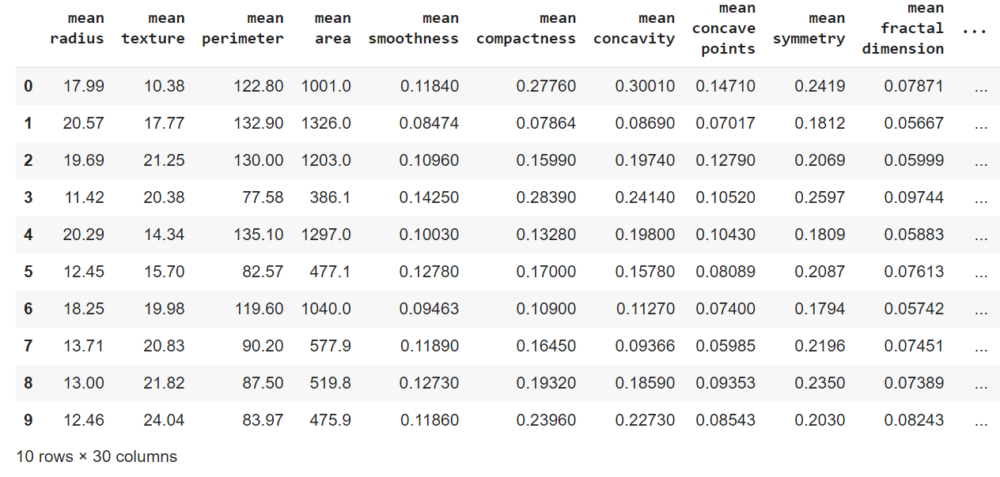 mean radius mean texture mean perimeter mean area mean smoothness mean compactness mean concavity mean concave points mean symmetry mean fractal dimension ...
0 17.99 10.38 122.80 1001.0 0.11840 0.27760 0.30010 0.14710 0.2419 0.07871 ...
1 20.57 17.77 132.90 1326.0 0.08474 0.07864 0.08690 0.07017 0.1812 0.05667 ...
2 19.69 21.25 130.00 1203.0 0.10960 0.15990 0.19740 0.12790 0.2069 0.05999 ...
3 11.42 20.38 77.58 386.1 0.14250 0.28390 0.24140 0.10520 0.2597 0.09744 ...
4 20.29 14.34 135.10 1297.0 0.10030 0.13280 0.19800 0.10430 0.1809 0.05883 ...
5 12.45 15.70 82.57 477.1 0.12780 0.17000 0.15780 0.08089 0.2087 0.07613 ...
6 18.25 19.98 119.60 1040.0 0.09463 0.10900 0.11270 0.07400 0.1794 0.05742 ...
7 13.71 20.83 90.20 577.9 0.11890 0.16450 0.09366 0.05985 0.2196 0.07451 ...
8 13.00 21.82 87.50 519.8 0.12730 0.19320 0.18590 0.09353 0.2350 0.07389 ...
9 12.46 24.04 83.97 475.9 0.11860 0.23960 0.22730 0.08543 0.2030 0.08243 ...
10 rows × 30 columns